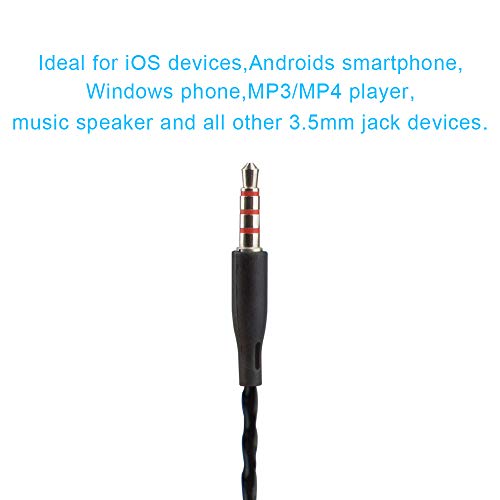 Ideal for iOS devices,Androids smartphone,
Windows phone,MP3/MP4 player,
music speaker and all other 3.5mm jack devices.